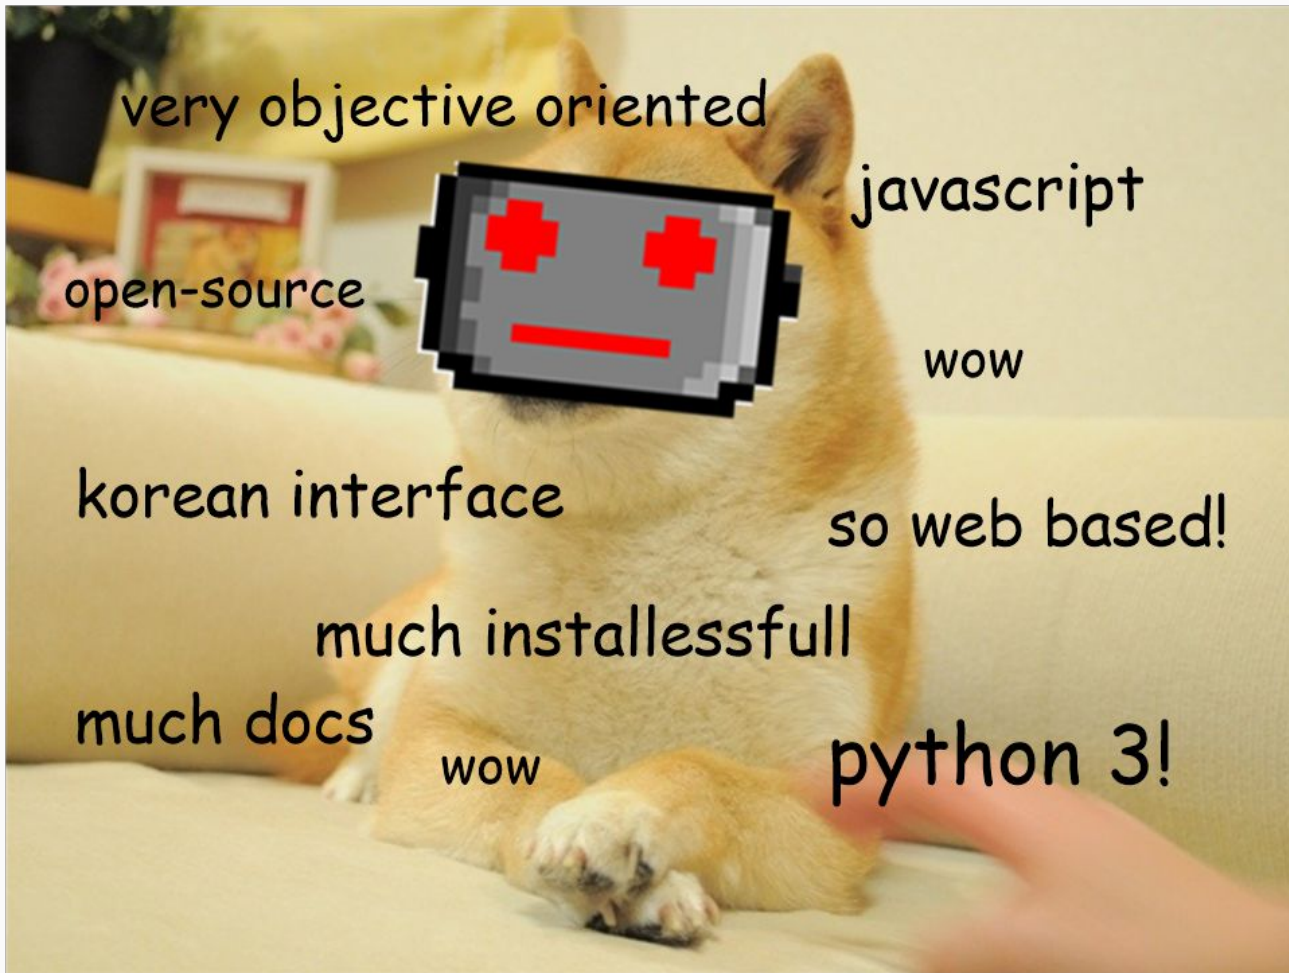 very objective oriented
javascript
open-source
wow
korean interface
so web based!
much installessfull
much docs
wow
python 3!